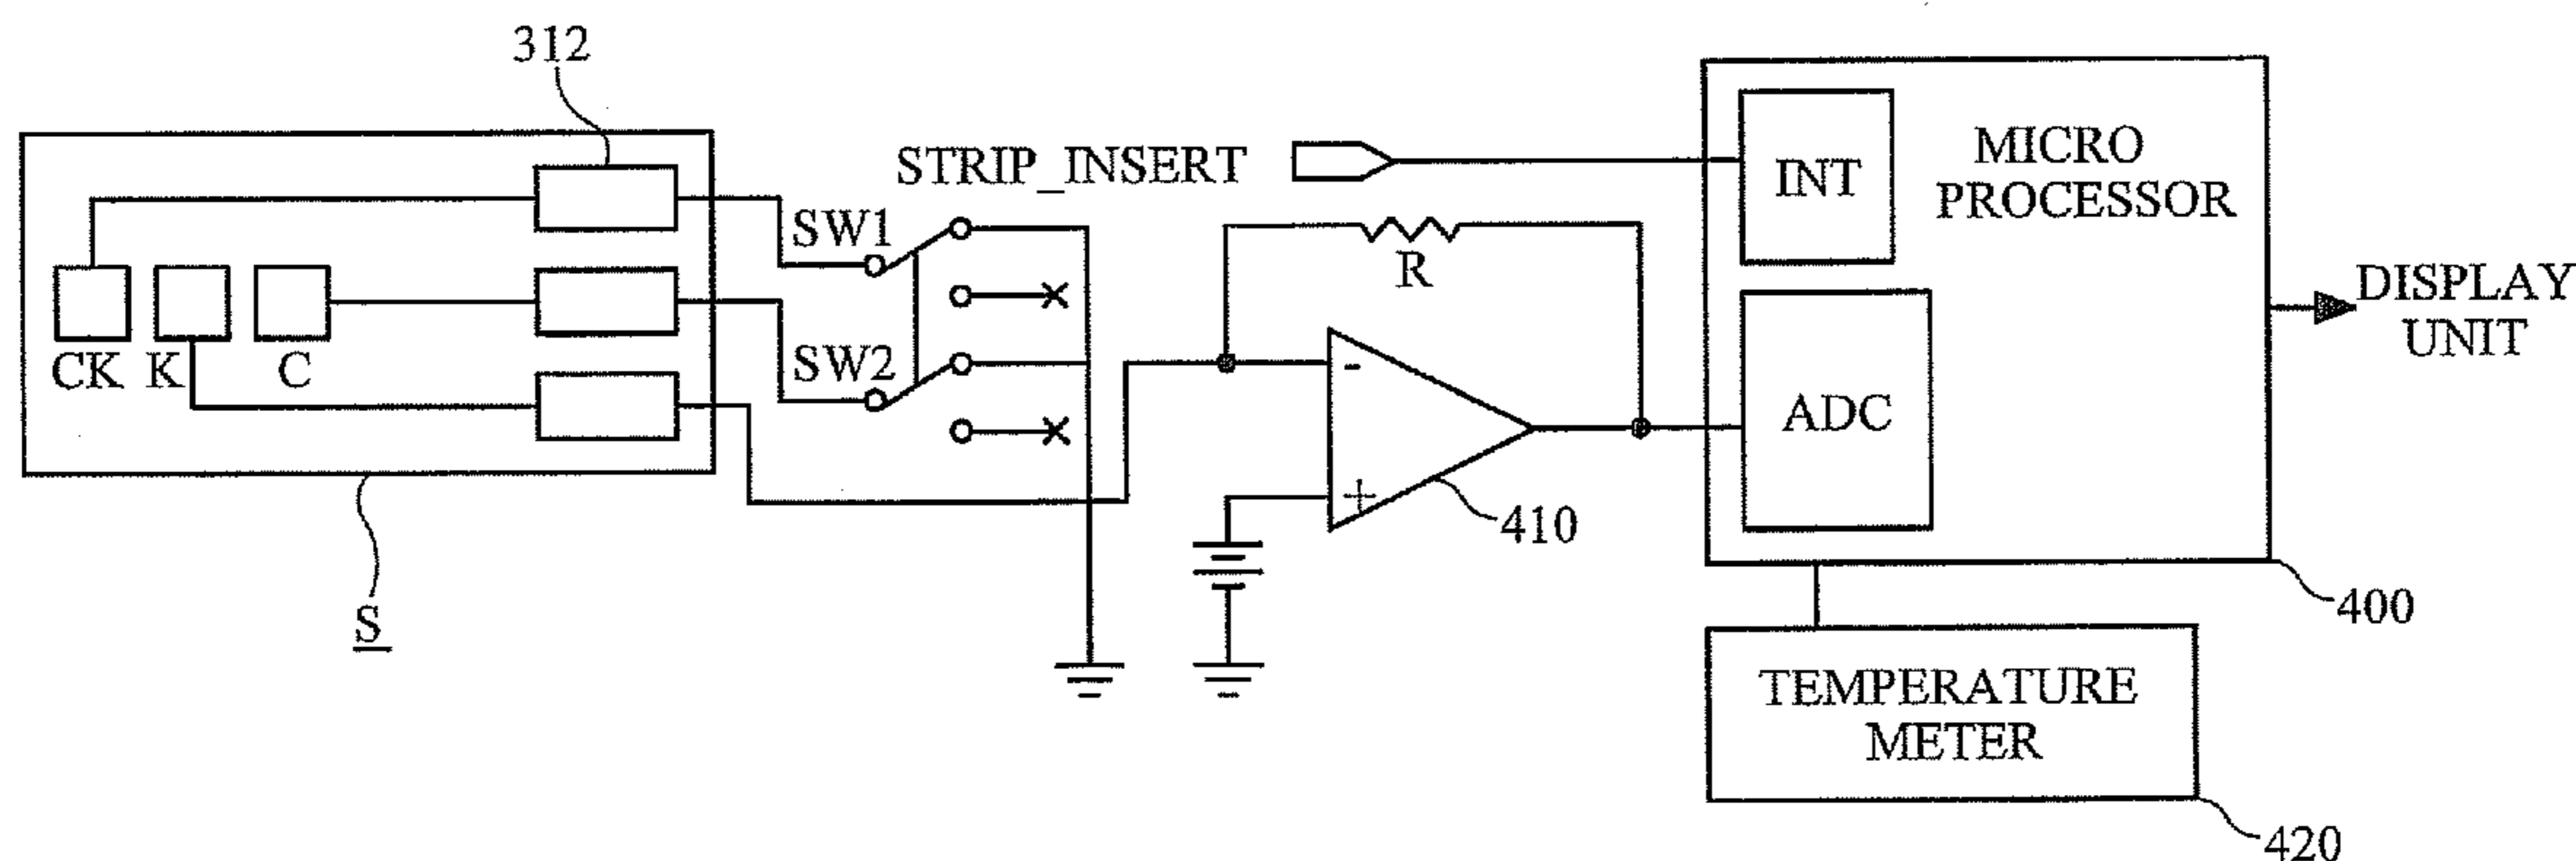 312
STRIP_INSERT
INT
MICRO
PROCESSOR
SW1
R
DISPLAY
UNIT
CK K C
SW2
-
ADC
+
410
S
400
TEMPERATURE
METER
420